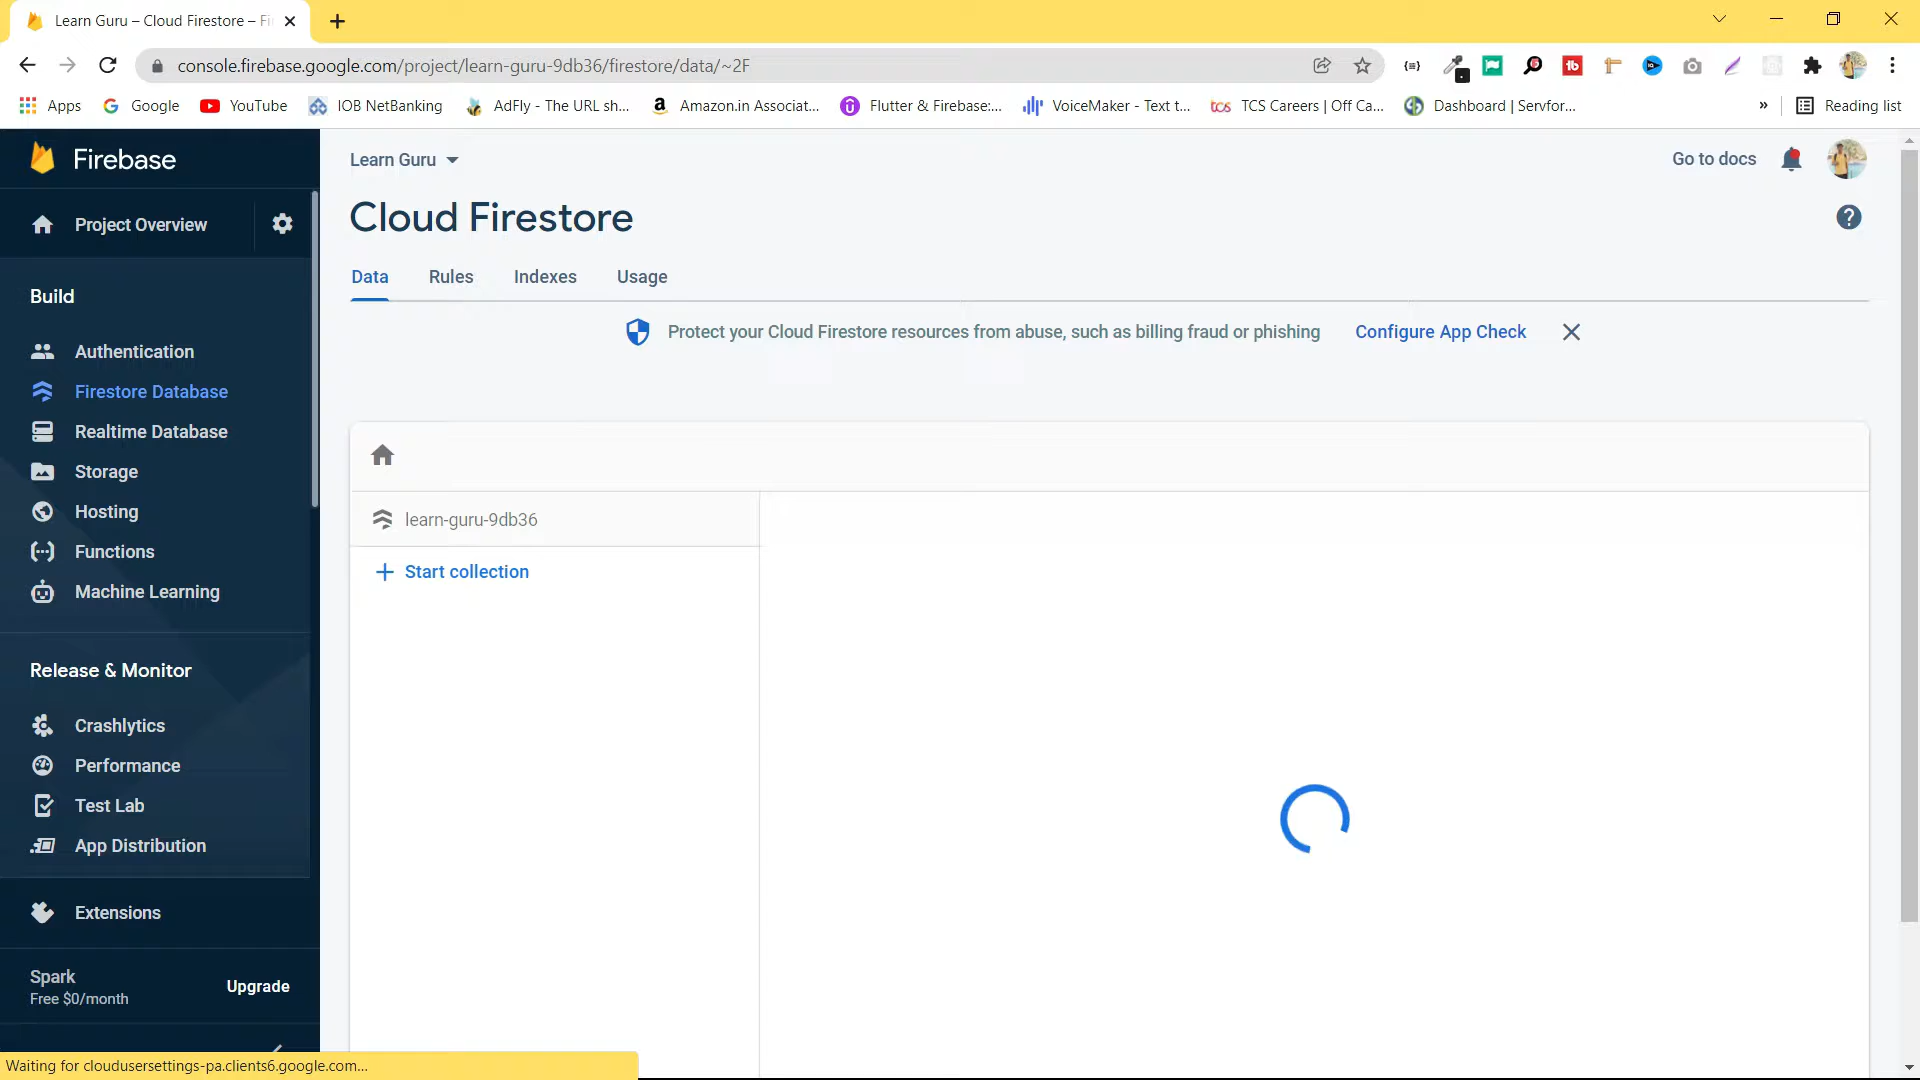 Learn Guru – Cloud Firestore – Fi
console.firebase.google.com/project/learn-guru-9db36/firestore/data/~2F
Apps Google YouTube IOB NetBanking AdFly - The URL sh... Amazon.in Associat... Flutter & Firebase:... VoiceMaker - Text t... TCS Careers | Off Ca... Dashboard | Servfor... » Reading list
Firebase
Learn Guru
Go to docs
Cloud Firestore
Project Overview
Data Rules Indexes Usage
Build
Protect your Cloud Firestore resources from abuse, such as billing fraud or phishing Configure App Check
Authentication
Firestore Database
Realtime Database
Storage
Hosting
Functions
Machine Learning
learn-guru-9db36
Start collection
Release & Monitor
Crashlytics
Performance
Test Lab
App Distribution
Extensions
Spark
Free $0/month
Upgrade
Waiting for cloudusersettings-pa.clients6.google.com...